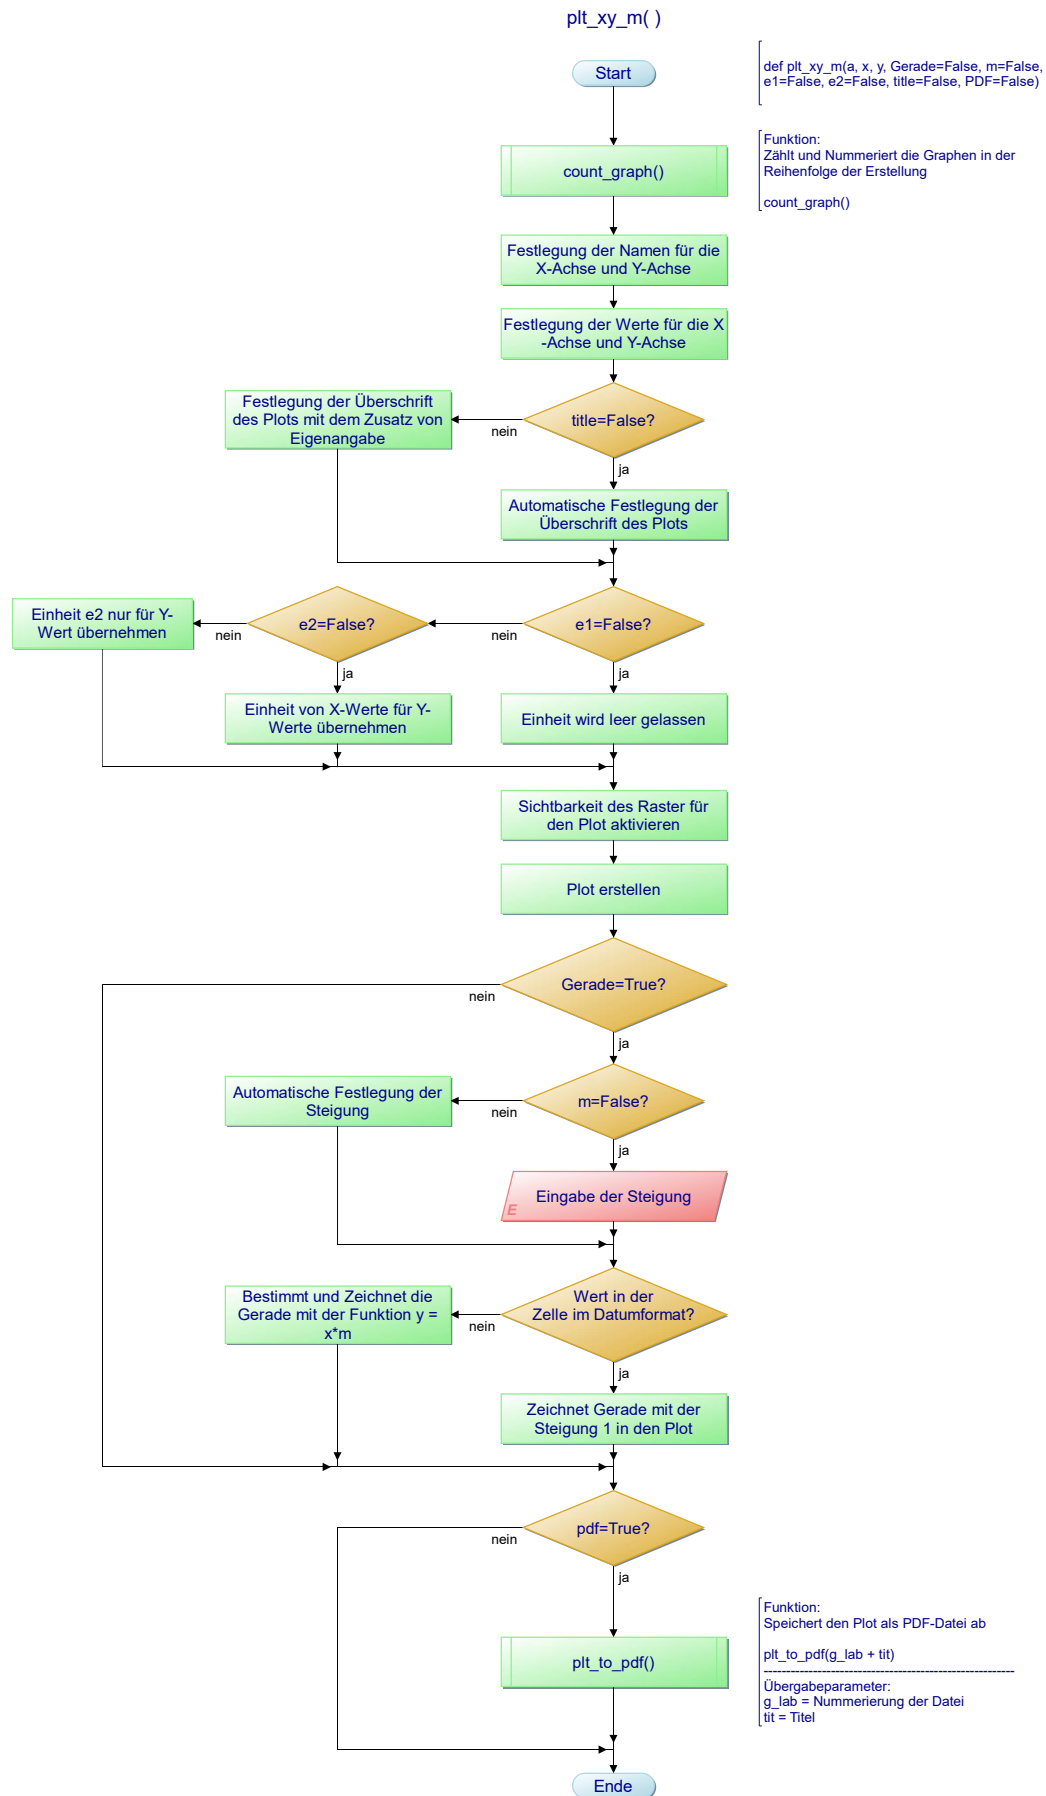 plt_xy_m( )
Start
def plt_xy_m(a, x, y, Gerade=False, m=False,
e1=False, e2=False, title=False, PDF=False)
count_graph()
Funktion:
Zählt und Nummeriert die Graphen in der
Reihenfolge der Erstellung
count_graph()
Festlegung der Namen für die
X-Achse und Y-Achse
Festlegung der Werte für die X
-Achse und Y-Achse
Festlegung der Überschrift
des Plots mit dem Zusatz von
Eigenangabe
nein
title=False?
ja
Automatische Festlegung der
Überschrift des Plots
Einheit e2 nur für Y-
Wert übernehmen
nein
e2=False?
nein
e1=False?
ja
ja
Einheit von X-Werte für Y-
Werte übernehmen
Einheit wird leer gelassen
Sichtbarkeit des Raster für
den Plot aktivieren
Plot erstellen
Gerade=True?
nein
ja
Automatische Festlegung der
Steigung
nein
m=False?
ja
Eingabe der Steigung
E
Bestimmt und Zeichnet die
Gerade mit der Funktion y =
x*m
nein
Wert in der
Zelle im Datumformat?
ja
Zeichnet Gerade mit der
Steigung 1 in den Plot
pdf=True?
nein
ja
plt_to_pdf()
Funktion:
Speichert den Plot als PDF-Datei ab
plt_to_pdf(g_lab + tit)
--------------------------------------------------------
Übergabeparameter:
g_lab = Nummerierung der Datei
tit = Titel
Ende